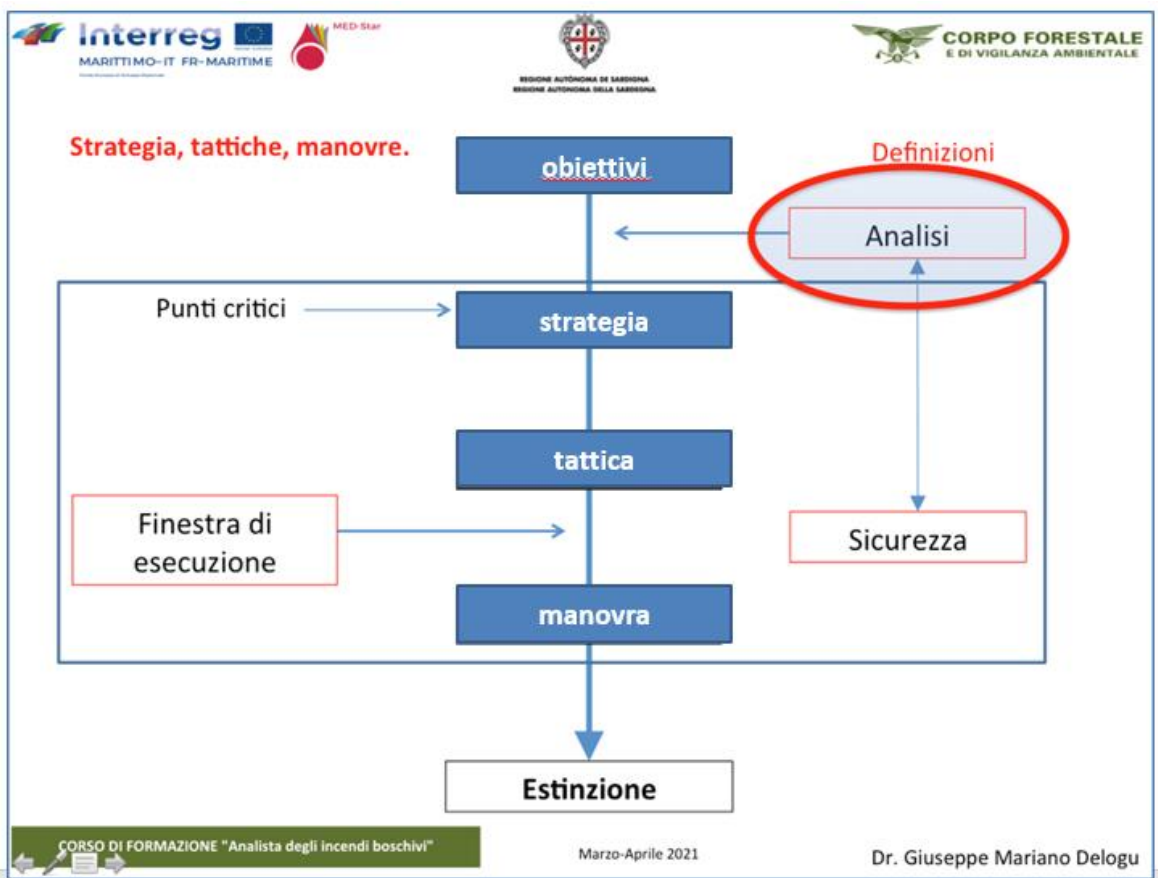 Interreg
MARITTIMO-IT FR-MARITIME
MED-Star
REGIONE AUTÒNOMA DE SARDIGNA
REGIONE AUTONOMA DELLA SARDEGNA
CORPO FORESTALE
E DI VIGILANZA AMBIENTALE
Strategia, tattiche, manovre.
obiettivi
Definizioni
Analisi
Punti critici
strategia
tattica
Finestra di
esecuzione
Sicurezza
manovra
Estinzione
CORSO DI FORMAZIONE "Analista degli incendi boschivi"
Marzo-Aprile 2021
Dr. Giuseppe Mariano Delogu